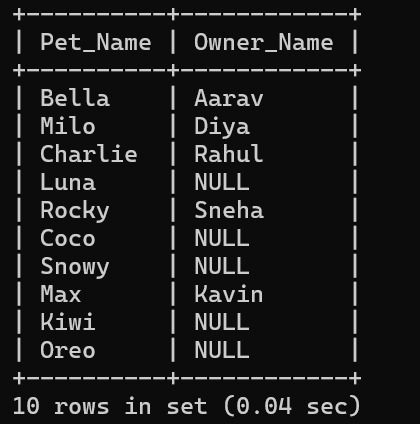 +-----------+------------+
| Pet_Name | Owner_Name |
+-----------+------------+
| Bella | Aarav |
| Milo | Diya |
| Charlie | Rahul |
| Luna | NULL |
| Rocky | Sneha |
| Coco | NULL |
| Snowy | NULL |
| Max | Kavin |
| Kiwi | NULL |
| Oreo | NULL |
+-----------+------------+
10 rows in set (0.04 sec)